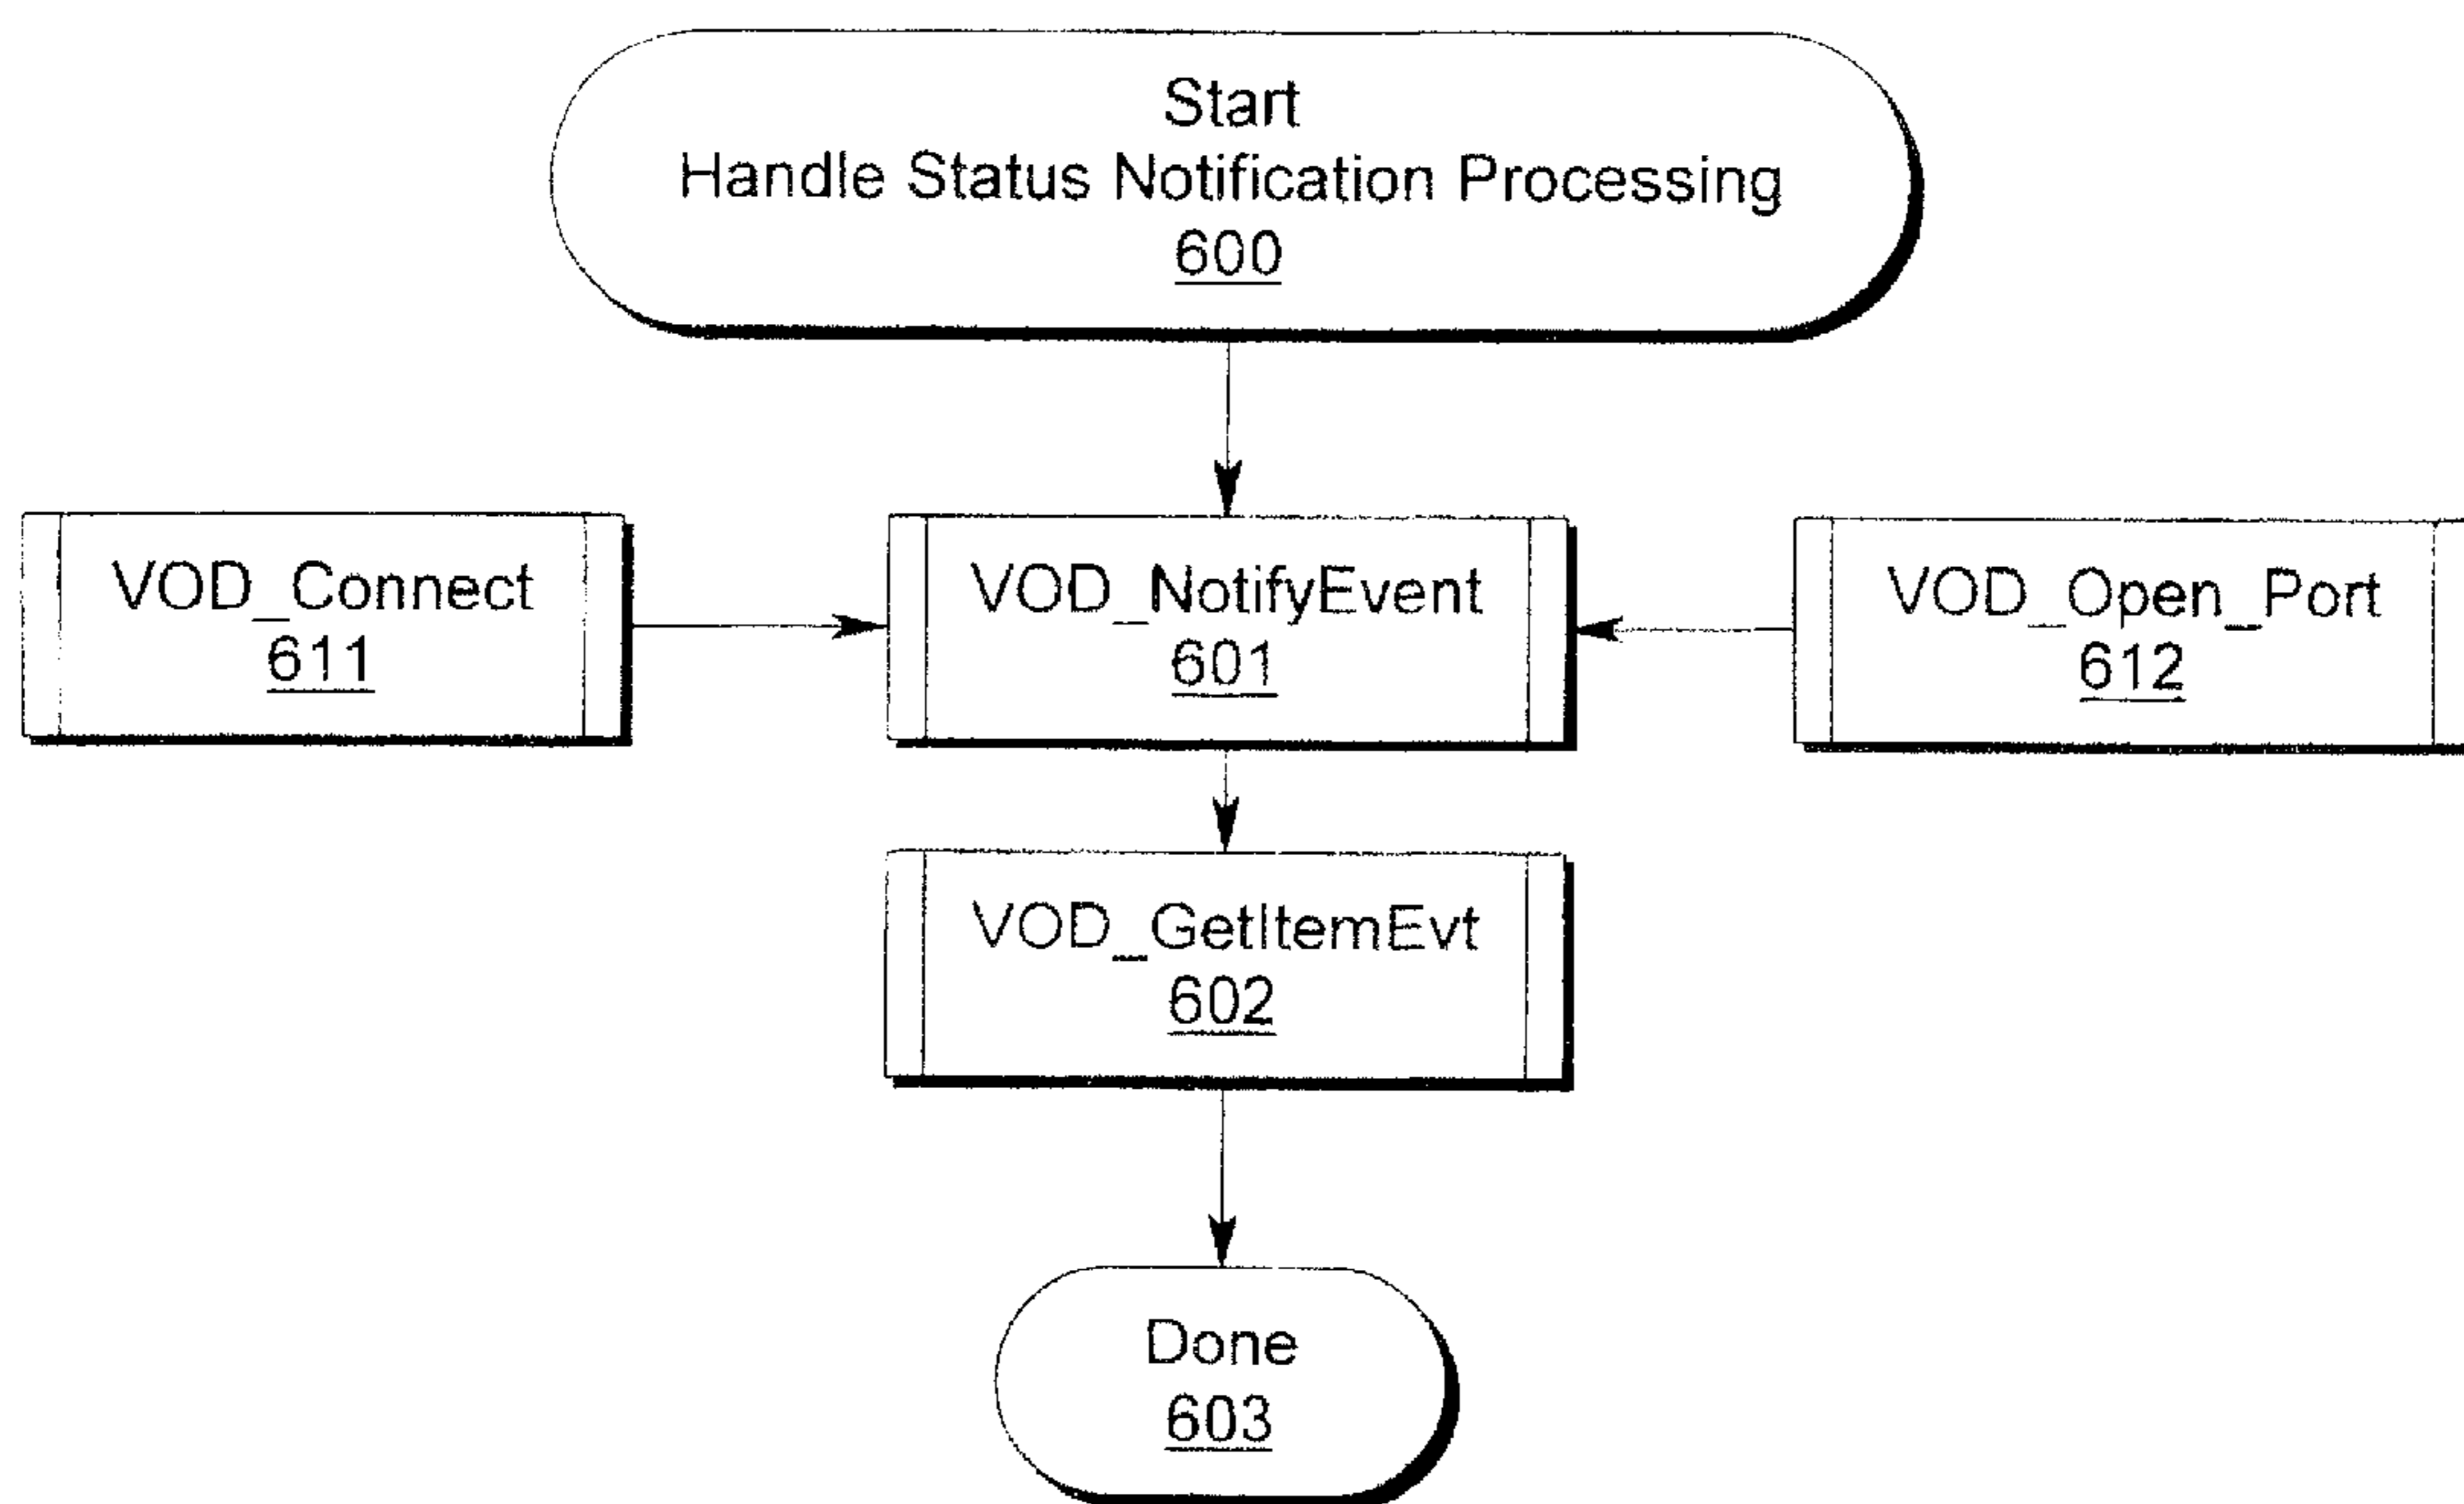 Start
Handle Status Notification Processing
600
VOD_Connect
611
VOD_NotifyEvent
601
VOD_Open_Port
612
VOD_GetItemEvt
602
Done
603